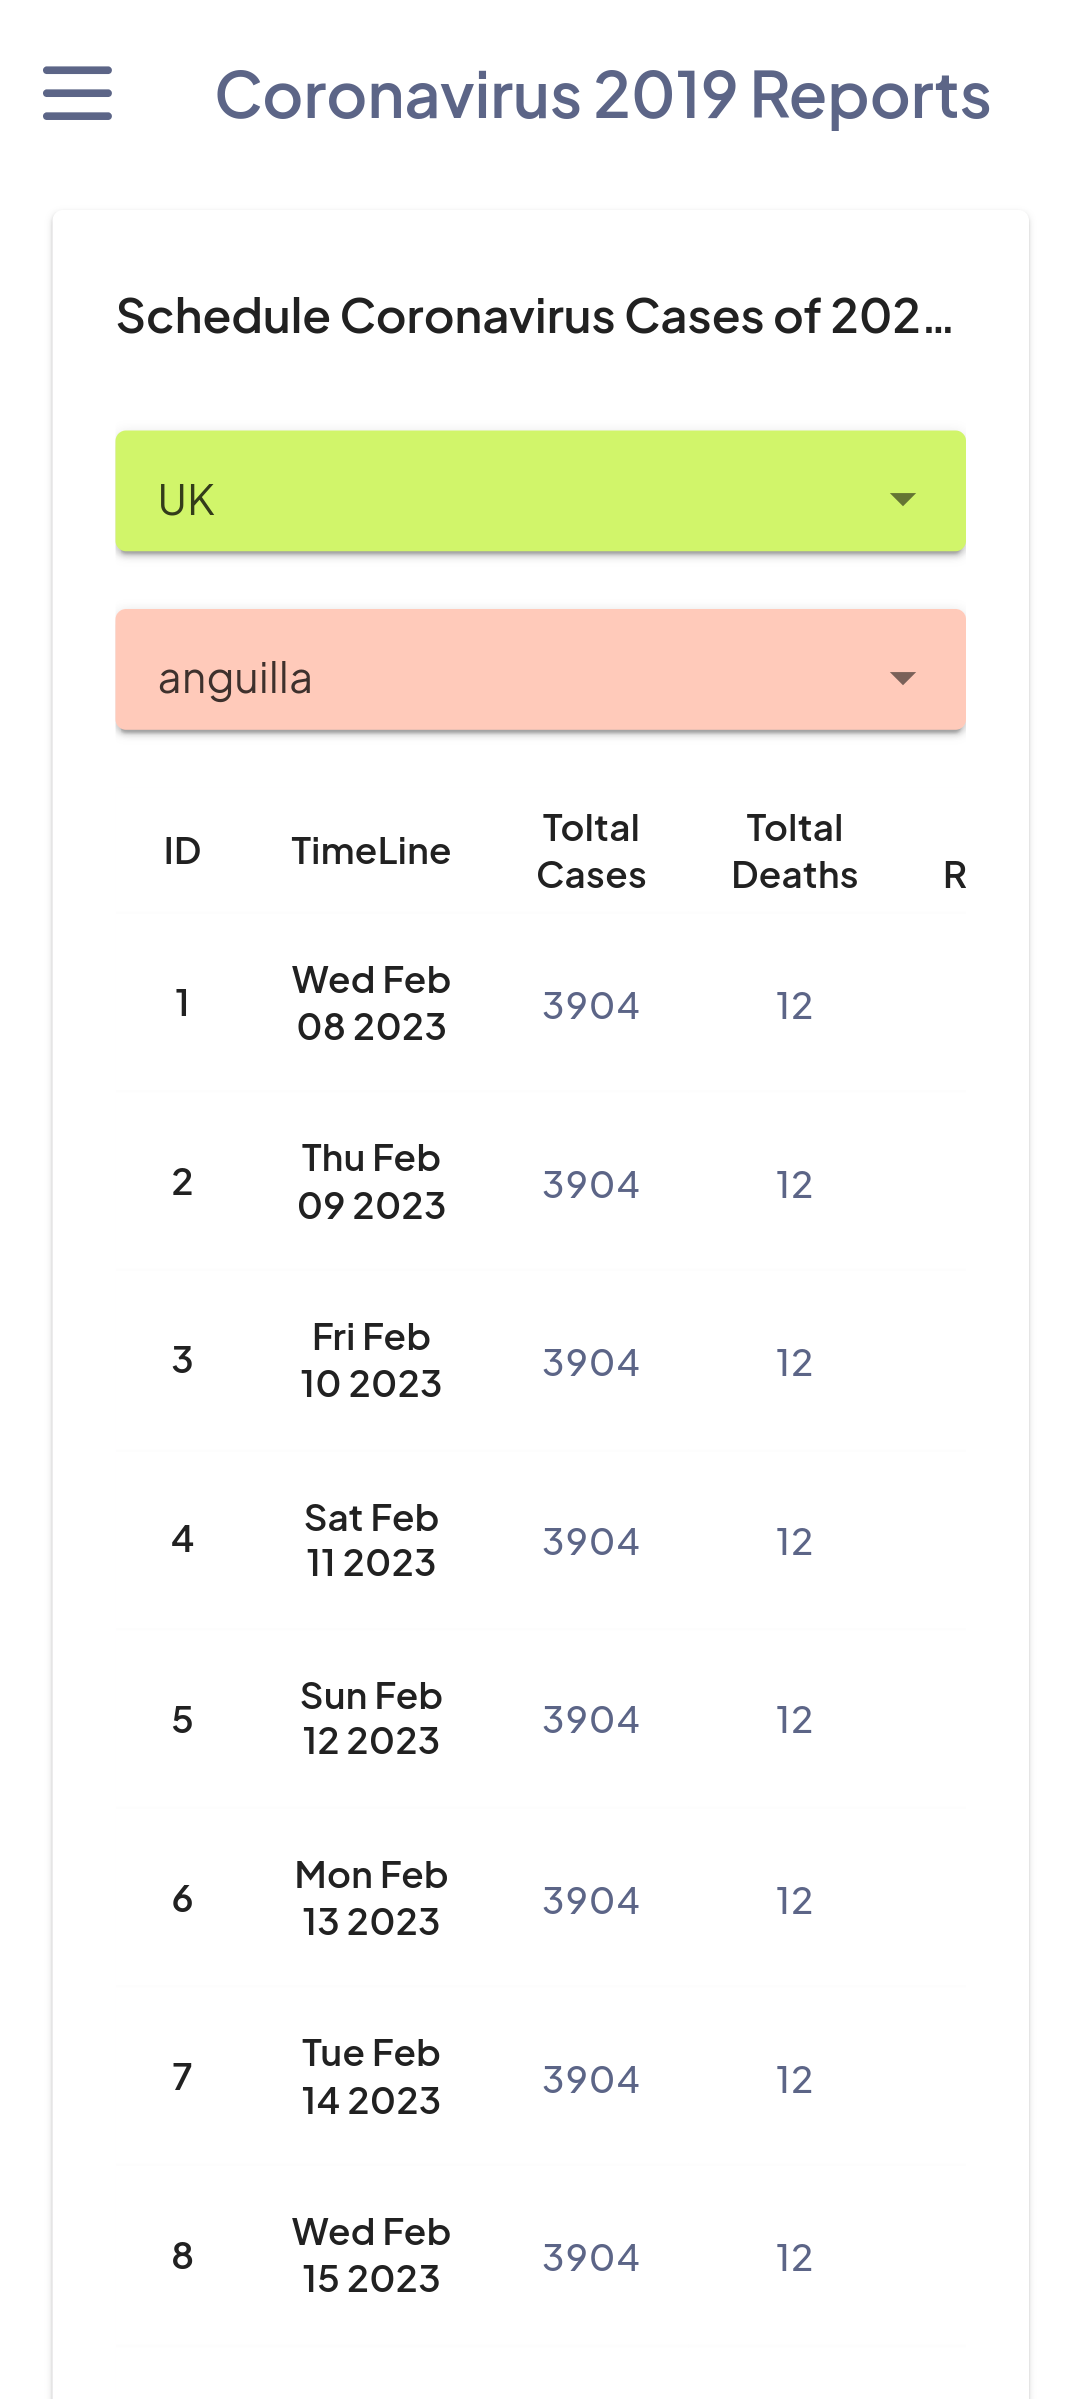 Coronavirus 2019 Reports
Schedule Coronavirus Cases of 202...
UK
anguilla
ID TimeLine Toltal Cases Toltal Deaths R
1 Wed Feb 08 2023 3904 12
2 Thu Feb 09 2023 3904 12
3 Fri Feb 10 2023 3904 12
4 Sat Feb 11 2023 3904 12
5 Sun Feb 12 2023 3904 12
6 Mon Feb 13 2023 3904 12
7 Tue Feb 14 2023 3904 12
8 Wed Feb 15 2023 3904 12